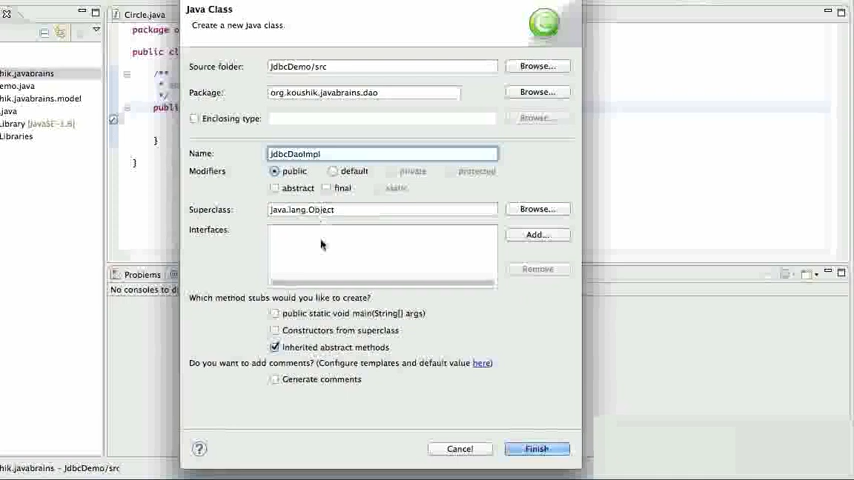 Java Class
Create a new Java class.
Circle.java
package o
public cl
/**
*
*/
publi
}
}
hik.javabrains
emo.java
hik.javabrains.model
.java
Library [JavaSE-1.6]
Libraries
Source folder: JdbcDemo/src Browse...
Package: org.koushik.javabrains.dao Browse...
Enclosing type: Browse...
Name: JdbcDaoImpl
Modifiers public default private protected
abstract final static
Superclass: java.lang.Object Browse...
Interfaces: Add...
Remove
Problems
No consoles to di
Which method stubs would you like to create?
public static void main(String[] args)
Constructors from superclass
Inherited abstract methods
Do you want to add comments? (Configure templates and default value here)
Generate comments
? Cancel Finish
hik.javabrains - JdbcDemo/src